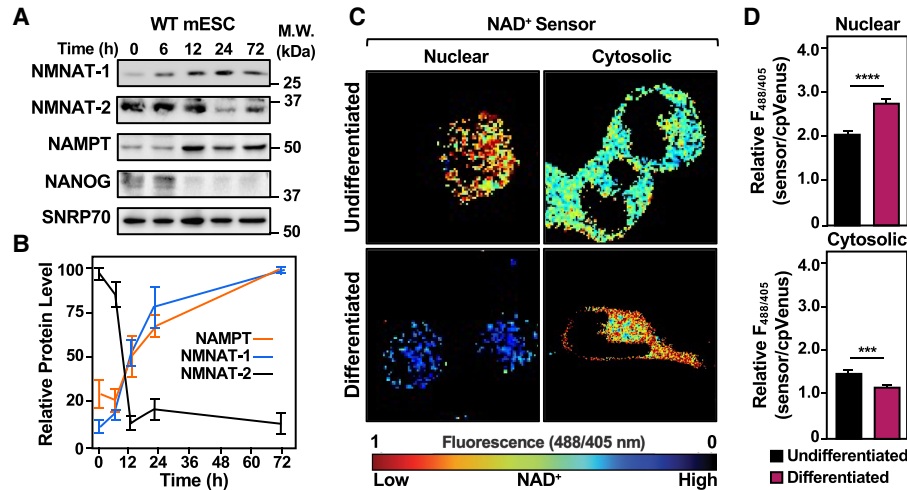 A
WT mESC
M.W.
(kDa)
Time (h) 0 6 12 24 72
NMNAT-1
25
NMNAT-2
37
NAMPT
50
NANOG
37
SNRP70
50
B
Relative Protein Level
100
75
50
20
0
NAMPT
NMNAT-1
NMNAT-2
0 12 24 36 48 60 72
Time (h)
C
NAD+ Sensor
Nuclear Cytosolic
Undifferentiated
Differentiated
1 Fluorescence (488/405 nm) 0
Low NAD+ High
D
Nuclear
Relative F488/405
(sensor/cpVenus)
4.0
3.0
2.0
1.0
0
****
Cytosolic
Relative F488/405
(sensor/cpVenus)
4.0
3.0
2.0
1.0
0
***
Undifferentiated
Differentiated